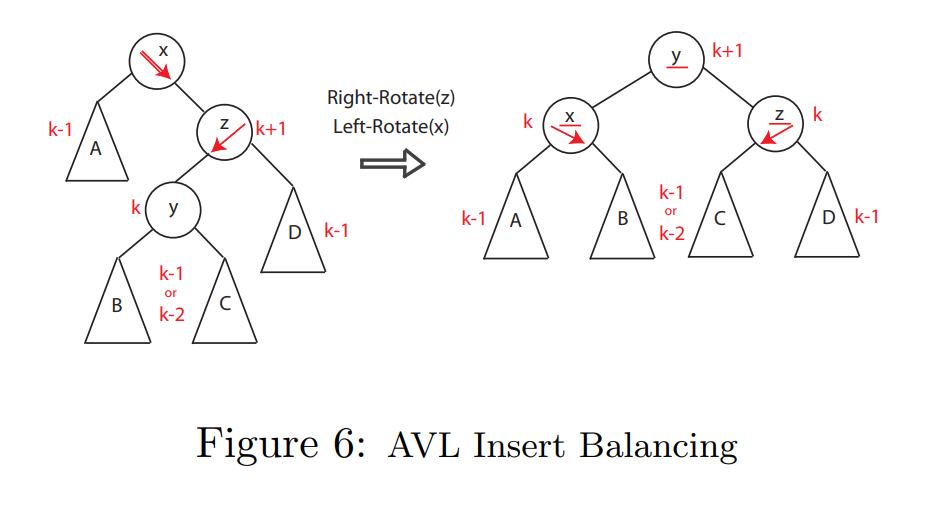 x
k-1
A
z
k+1
k
y
D
k-1
B
k-1
or
k-2
C
Right-Rotate(z)
Left-Rotate(x)
y
k+1
k
x
z
k
k-1
A
B
k-1
or
k-2
C
D
k-1
Figure 6: AVL Insert Balancing